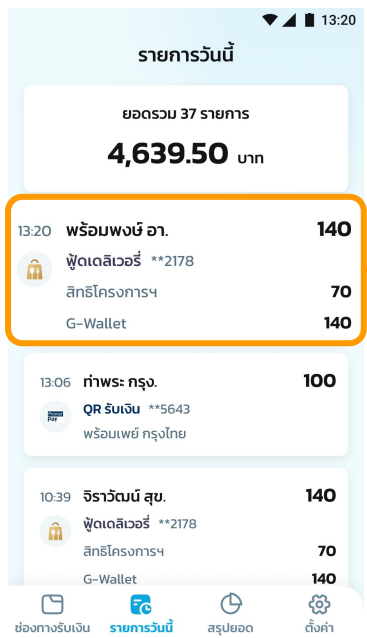 13:20
รายการวันนี้
ยอดรวม 37 รายการ
4,639.50 บาท
13:20 พร้อมพงษ์ อา. 140
ฟู้ดเดลิเวอรี่ **2178
สิทธิโครงการฯ 70
G-Wallet 140
13:06 ท่าพระ กรุง. 100
QR รับเงิน **5643
พร้อมเพย์ กรุงไทย
10:39 จิราวัฒน์ สุข. 140
ฟู้ดเดลิเวอรี่ **2178
สิทธิโครงการฯ 70
G-Wallet 140
ช่องทางรับเงิน รายการวันนี้ สรุปยอด ตั้งค่า